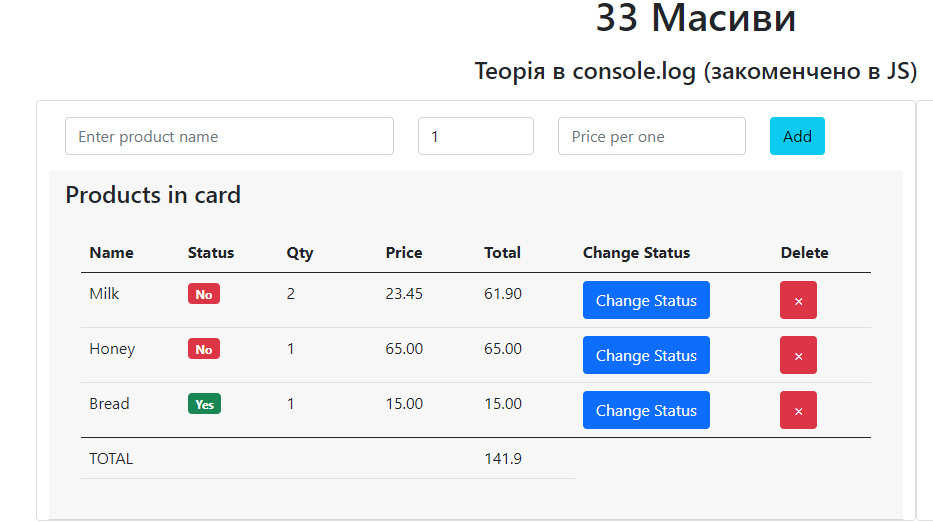 33 Масиви
Теорія в console.log (закоменчено в JS)
Enter product name 1 Price per one Add
Products in card
Name Status Qty Price Total Change Status Delete
Milk No 2 23.45 61.90 Change Status ×
Honey No 1 65.00 65.00 Change Status ×
Bread Yes 1 15.00 15.00 Change Status ×
TOTAL 141.9